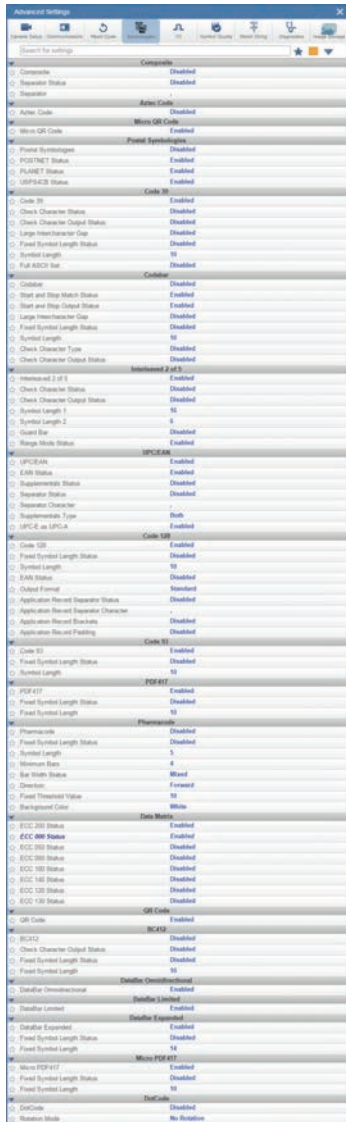 Advanced Settings
Camera Setup Communications Read Cycle Symbologies I/O Symbol Quality Match String Diagnostics Image Storage
Search for settings
Composite
Composite Disabled
Separator Status Disabled
Separator ,
Aztec Code
Aztec Code Disabled
Micro QR Code
Micro QR Code Enabled
Postal Symbologies
Postal Symbologies Disabled
POSTNET Status Enabled
PLANET Status Enabled
USPS4CB Status Enabled
Code 39
Code 39 Enabled
Check Character Status Disabled
Check Character Output Status Disabled
Large Intercharacter Gap Disabled
Fixed Symbol Length Status Disabled
Symbol Length 10
Full ASCII Set Disabled
Codabar
Codabar Disabled
Start and Stop Match Status Enabled
Start and Stop Output Status Enabled
Large Intercharacter Gap Disabled
Fixed Symbol Length Status Disabled
Symbol Length 10
Check Character Type Disabled
Check Character Output Status Disabled
Interleaved 2 of 5
Interleaved 2 of 5 Enabled
Check Character Status Disabled
Check Character Output Status Disabled
Symbol Length 1 16
Symbol Length 2 6
Guard Bar Disabled
Range Mode Status Enabled
UPC/EAN
UPC/EAN Enabled
EAN Status Enabled
Supplementals Status Disabled
Separator Status Disabled
Separator Character ,
Supplementals Type Both
UPC-E as UPC-A Enabled
Code 128
Code 128 Enabled
Fixed Symbol Length Status Disabled
Symbol Length 10
EAN Status Disabled
Output Format Standard
Application Record Separator Status Disabled
Application Record Separator Character ,
Application Record Brackets Disabled
Application Record Padding Disabled
Code 93
Code 93 Enabled
Fixed Symbol Length Status Disabled
Symbol Length 10
PDF417
PDF417 Enabled
Fixed Symbol Length Status Disabled
Fixed Symbol Length 10
Pharmacode
Pharmacode Disabled
Fixed Symbol Length Status Disabled
Symbol Length 5
Minimum Bars 4
Bar Width Status Mixed
Direction Forward
Fixed Threshold Value 10
Background Color White
Data Matrix
ECC 200 Status Enabled
ECC 000 Status Enabled
ECC 050 Status Disabled
ECC 080 Status Disabled
ECC 100 Status Disabled
ECC 140 Status Disabled
ECC 120 Status Disabled
ECC 130 Status Disabled
QR Code
QR Code Enabled
BC412
BC412 Disabled
Check Character Output Status Disabled
Fixed Symbol Length Status Disabled
Fixed Symbol Length 10
DataBar Omnidirectional
DataBar Omnidirectional Enabled
DataBar Limited
DataBar Limited Enabled
DataBar Expanded
DataBar Expanded Enabled
Fixed Symbol Length Status Disabled
Fixed Symbol Length 14
Micro PDF417
Micro PDF417 Enabled
Fixed Symbol Length Status Disabled
Fixed Symbol Length 10
DotCode
DotCode Disabled
Rotation Mode No Rotation